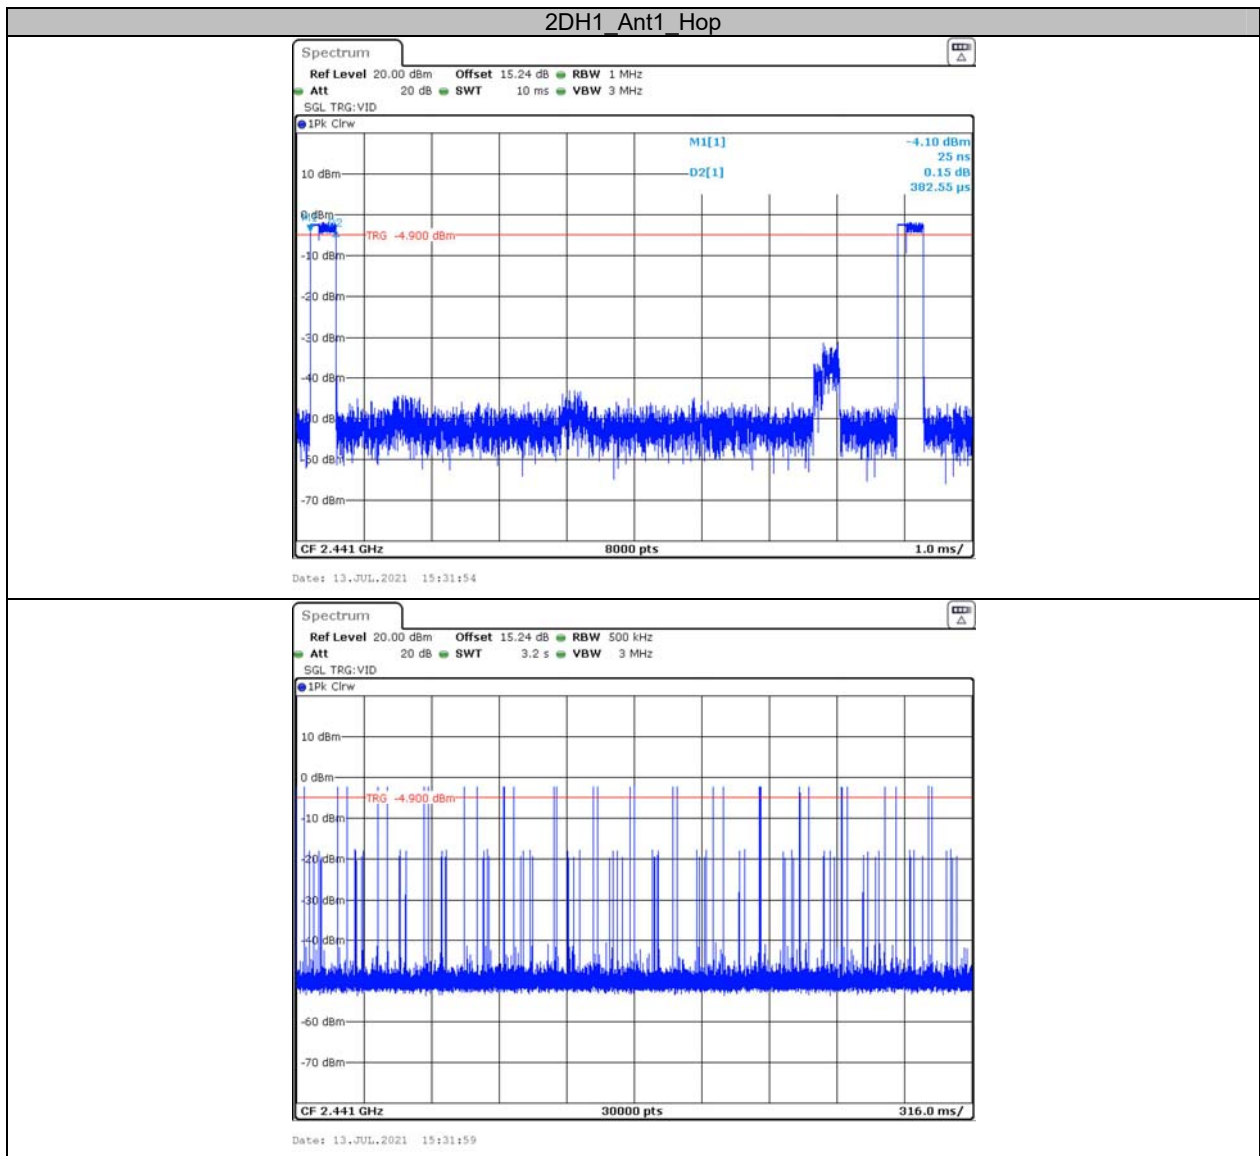 2DH1_Ant1_Hop
Spectrum
Ref Level 20.00 dBm Offset 15.24 dB RBW 1 MHz
Att 20 dB SWT 10 ms VBW 3 MHz
SGL TRG:VID
1Pk Clrw
M1[1] -4.10 dBm
25 ns
D2[1] 0.15 dB
382.55 µs
10 dBm
0 dBm
TRG -4.900 dBm
-10 dBm
-20 dBm
-30 dBm
-40 dBm
-50 dBm
-60 dBm
-70 dBm
CF 2.441 GHz 8000 pts 1.0 ms/
Date: 13.JUL.2021 15:31:54
Spectrum
Ref Level 20.00 dBm Offset 15.24 dB RBW 500 kHz
Att 20 dB SWT 3.2 s VBW 3 MHz
SGL TRG:VID
1Pk Clrw
10 dBm
0 dBm
TRG -4.900 dBm
-10 dBm
-20 dBm
-30 dBm
-40 dBm
-60 dBm
-70 dBm
CF 2.441 GHz 30000 pts 316.0 ms/
Date: 13.JUL.2021 15:31:59